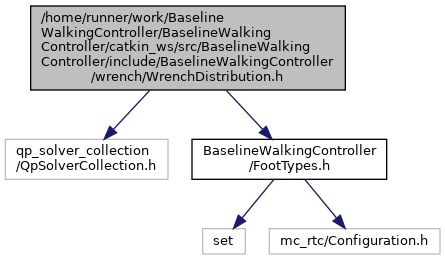 /home/runner/work/Baseline
WalkingController/BaselineWalking
Controller/catkin_ws/src/BaselineWalking
Controller/include/BaselineWalkingController
/wrench/WrenchDistribution.h
qp_solver_collection
/QpSolverCollection.h
BaselineWalkingController
/FootTypes.h
set
mc_rtc/Configuration.h